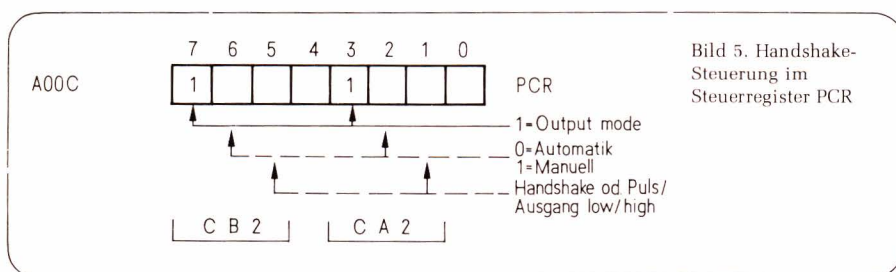 7 6 5 4 3 2 1 0
A00C 1 1 PCR
1=Output mode
0=Automatik
1=Manuell
Handshake od. Puls/
Ausgang low/high
C B 2 C A 2
Bild 5. Handshake-
Steuerung im
Steuerregister PCR